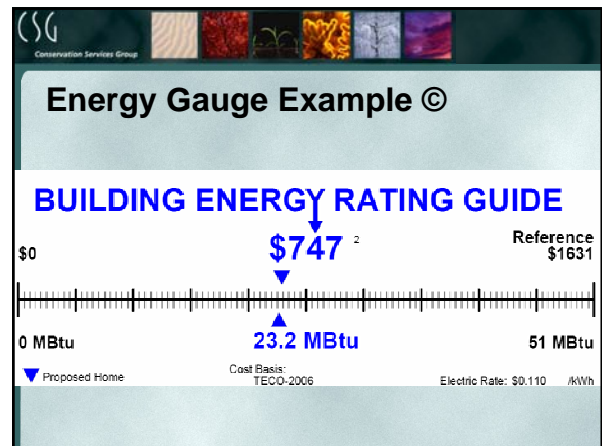 CSG
Conservation Services Group
Energy Gauge Example ©
BUILDING ENERGY RATING GUIDE
$0
$747 2
Reference
$1631
0 MBtu
23.2 MBtu
51 MBtu
Proposed Home
Cost Basis:
TECO-2006
Electric Rate: $0.110 /kWh